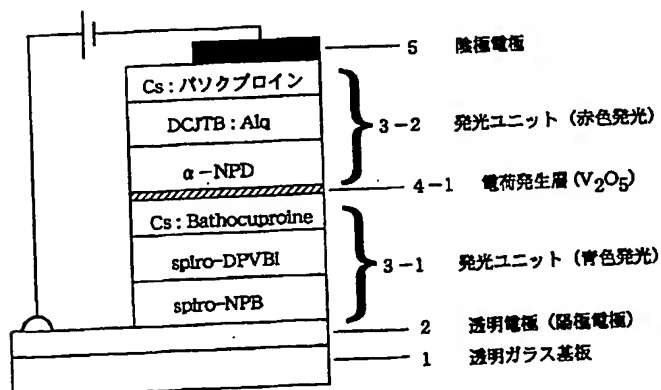 5 陰極電極
Cs:バソクプロイン
DCJTB:Alq
3-2 発光ユニット(赤色発光)
α-NPD
4-1 電荷発生層(V₂O₅)
Cs:Bathocuproine
spiro-DPVBi
3-1 発光ユニット(青色発光)
spiro-NPB
2 透明電極(陽極電極)
1 透明ガラス基板